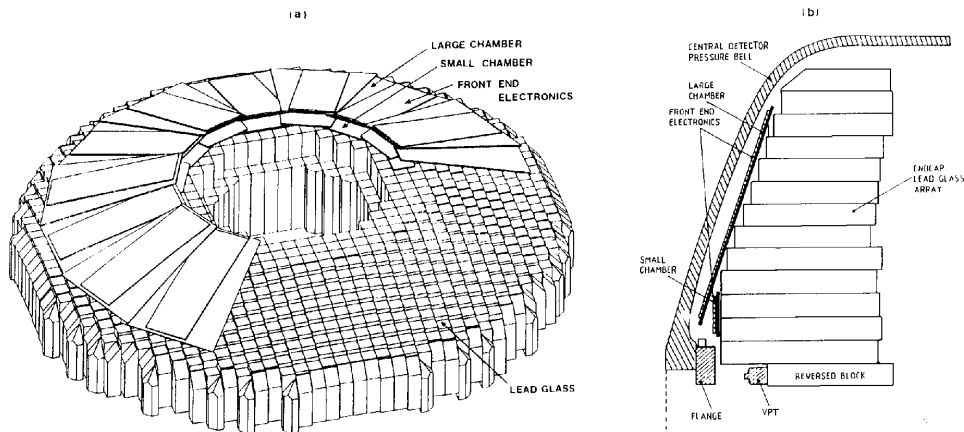 (a)
LARGE CHAMBER
SMALL CHAMBER
FRONT END
ELECTRONICS
LEAD GLASS
(b)
CENTRAL DETECTOR
PRESSURE BELL
LARGE
CHAMBER
FRONT END
ELECTRONICS
ENDCAP
LEAD GLASS
ARRAY
SMALL
CHAMBER
REVERSED BLOCK
FLANGE
VPT